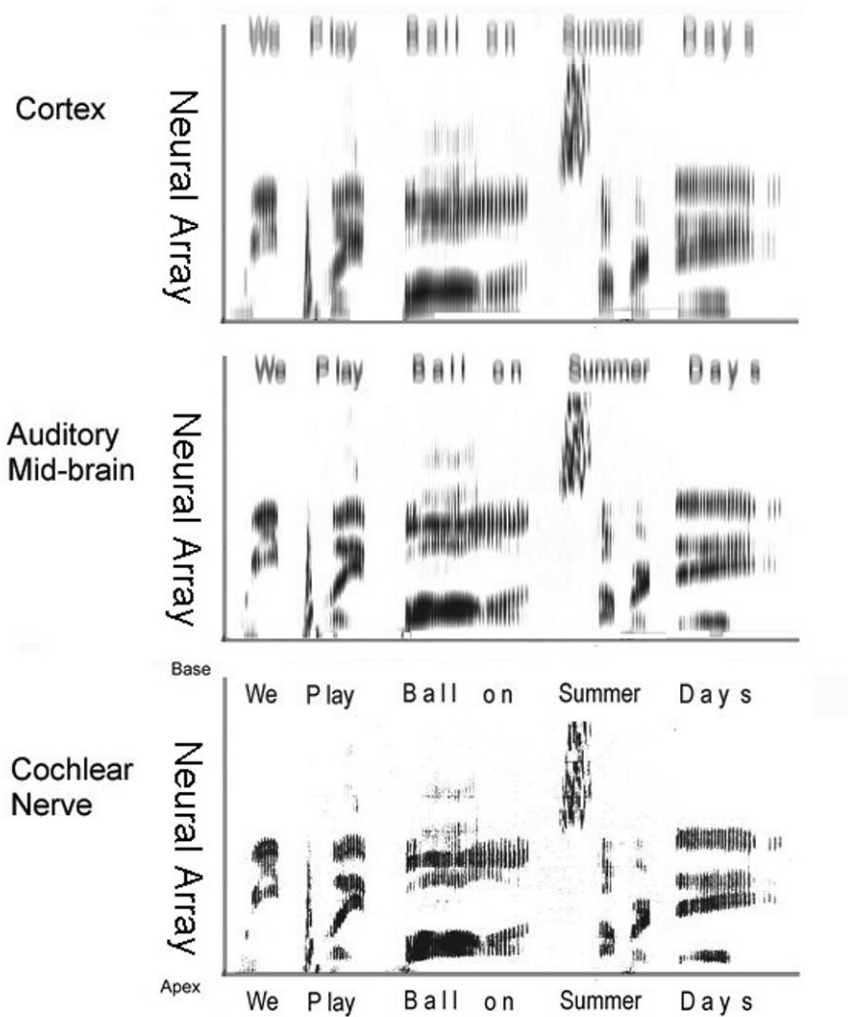 We Play Ball on Summer Days
Cortex
Neural Array
We Play Ball on Summer Days
Auditory
Mid-brain
Neural Array
Base
We Play Ball on Summer Days
Cochlear
Nerve
Neural Array
Apex
We Play Ball on Summer Days